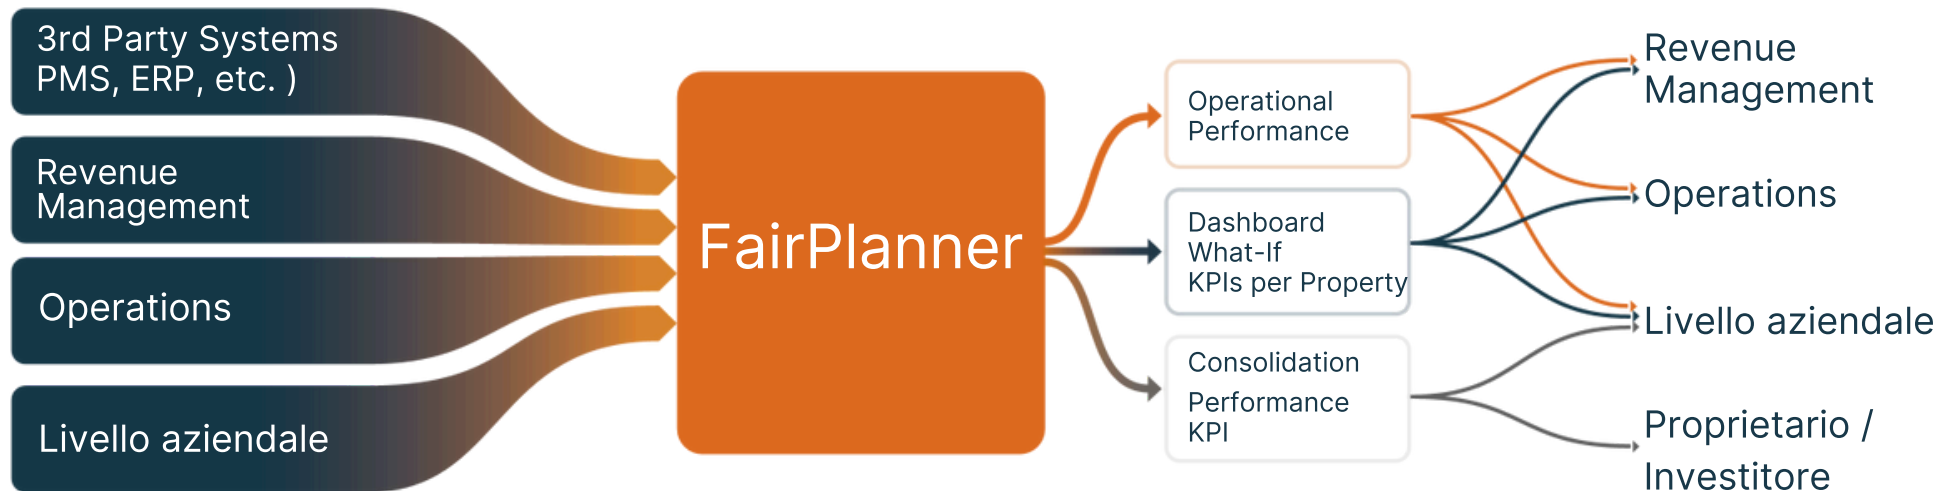 3rd Party Systems
PMS, ERP, etc. )
Revenue
Management
Operations
Livello aziendale
FairPlanner
Operational
Performance
Dashboard
What-If
KPIs per Property
Consolidation
Performance
KPI
Revenue
Management
Operations
Livello aziendale
Proprietario /
Investitore